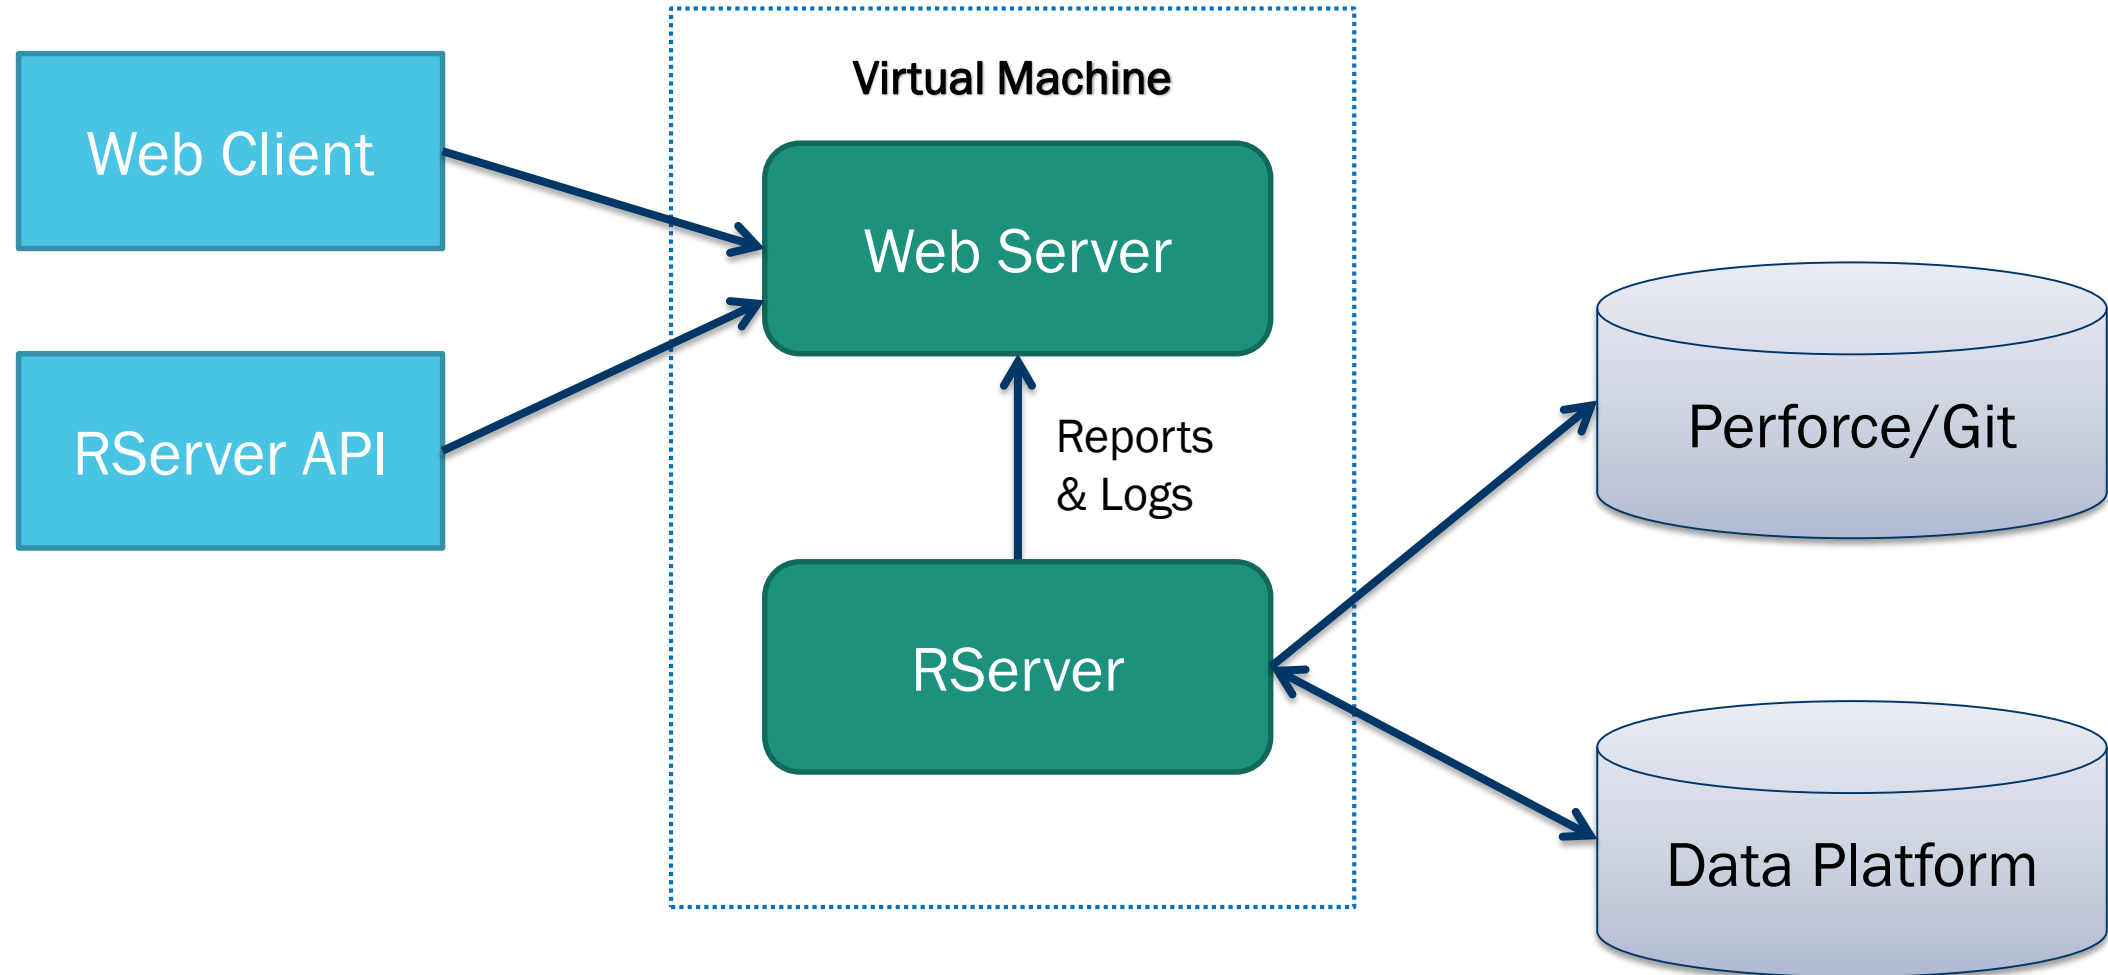 Virtual Machine
Web Client
Web Server
RServer API
Reports
& Logs
Perforce/Git
RServer
Data Platform